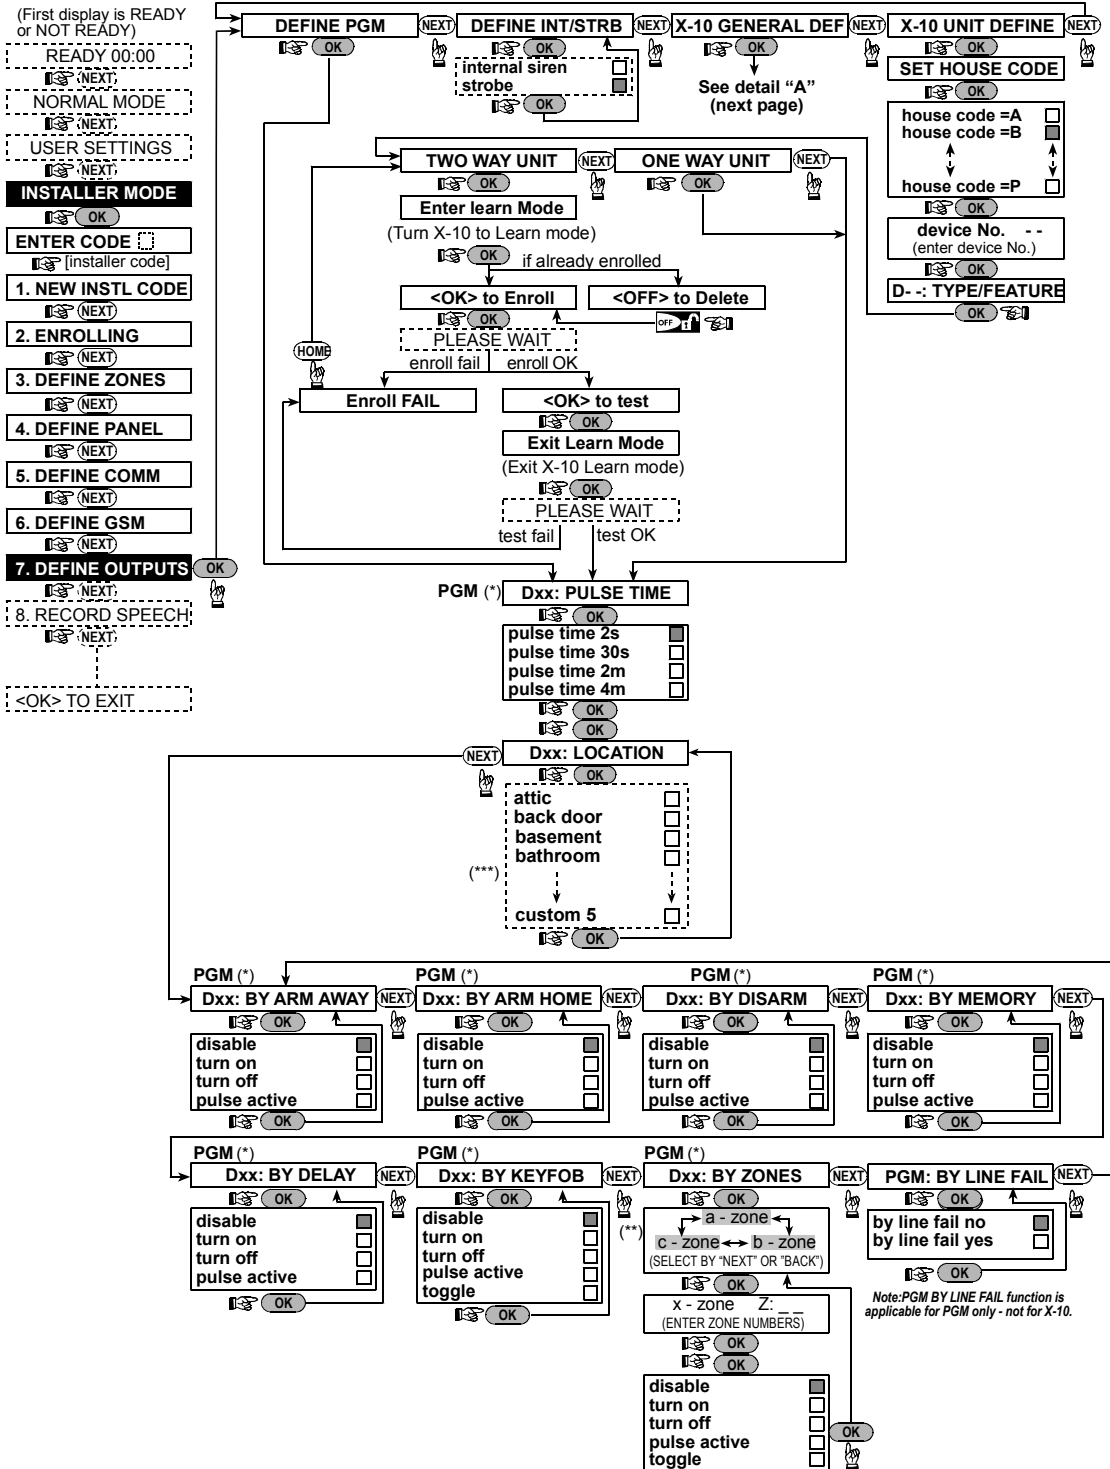 (First display is READY
or NOT READY)
READY 00:00
NEXT
NORMAL MODE
NEXT
USER SETTINGS
NEXT
INSTALLER MODE
OK
ENTER CODE
[installer code]
1. NEW INSTL CODE
NEXT
2. ENROLLING
NEXT
3. DEFINE ZONES
NEXT
4. DEFINE PANEL
NEXT
5. DEFINE COMM
NEXT
6. DEFINE GSM
NEXT
7. DEFINE OUTPUTS OK
NEXT
8. RECORD SPEECH
NEXT
<OK> TO EXIT
DEFINE PGM NEXT DEFINE INT/STRB NEXT X-10 GENERAL DEF NEXT X-10 UNIT DEFINE NEXT
OK OK OK OK
internal siren
strobe
OK
See detail “A”
(next page)
SET HOUSE CODE
OK
house code =A
house code =B
house code =P
OK
device No. - -
(enter device No.)
OK
D- -: TYPE/FEATURE
OK
TWO WAY UNIT NEXT ONE WAY UNIT NEXT
OK OK
Enter learn Mode
(Turn X-10 to Learn mode)
OK if already enrolled
<OK> to Enroll <OFF> to Delete
OK OFF
PLEASE WAIT
HOME
enroll fail enroll OK
Enroll FAIL <OK> to test
OK
Exit Learn Mode
(Exit X-10 Learn mode)
OK
PLEASE WAIT
test fail test OK
PGM (*) Dxx: PULSE TIME
OK
pulse time 2s
pulse time 30s
pulse time 2m
pulse time 4m
OK
OK
NEXT Dxx: LOCATION
OK
attic
back door
basement
bathroom
(***)
custom 5
OK
PGM (*) PGM (*) PGM (*) PGM (*)
Dxx: BY ARM AWAY NEXT Dxx: BY ARM HOME NEXT Dxx: BY DISARM NEXT Dxx: BY MEMORY NEXT
OK OK OK OK
disable disable disable disable
turn on turn on turn on turn on
turn off turn off turn off turn off
pulse active pulse active pulse active pulse active
OK OK OK OK
PGM (*) PGM (*) PGM (*)
Dxx: BY DELAY NEXT Dxx: BY KEYFOB NEXT Dxx: BY ZONES NEXT PGM: BY LINE FAIL NEXT
OK OK OK OK
disable
turn on
turn off
pulse active
OK
disable
turn on
turn off
pulse active
toggle
OK
(**)
a - zone
c - zone b - zone
(SELECT BY “NEXT” OR ”BACK”)
OK
x - zone Z: _ _
(ENTER ZONE NUMBERS)
OK
OK
disable
turn on
turn off
pulse active
toggle
OK
by line fail no
by line fail yes
OK
Note:PGM BY LINE FAIL function is
applicable for PGM only - not for X-10.